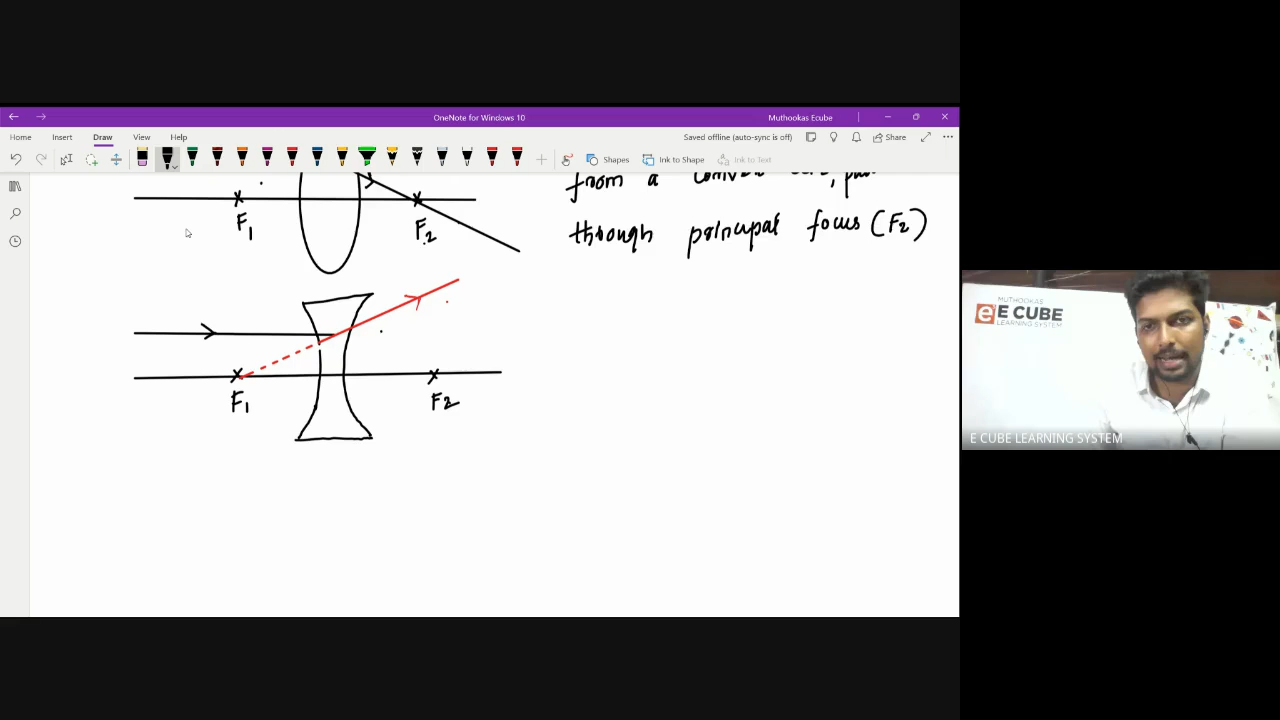 OneNote for Windows 10
Muthookas Ecube
Home Insert Draw View Help
Saved offline (auto-sync is off)
Share
Shapes
Ink to Shape
Ink to Text
from a
through principal focus (F2)
F1
F2
F1
F2
MUTHOOKAS
e E CUBE
LEARNING SYSTEM
E CUBE LEARNING SYSTEM